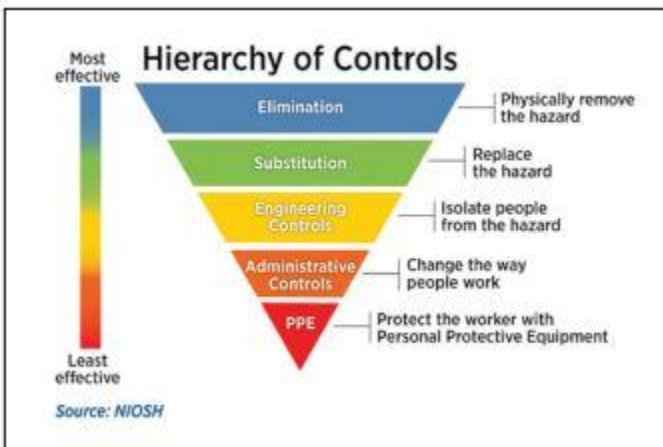 Hierarchy of Controls
Most
effective
Elimination
Physically remove
the hazard
Substitution
Replace
the hazard
Engineering
Controls
Isolate people
from the hazard
Administrative
Controls
Change the way
people work
PPE
Protect the worker with
Personal Protective Equipment
Least
effective
Source: NIOSH